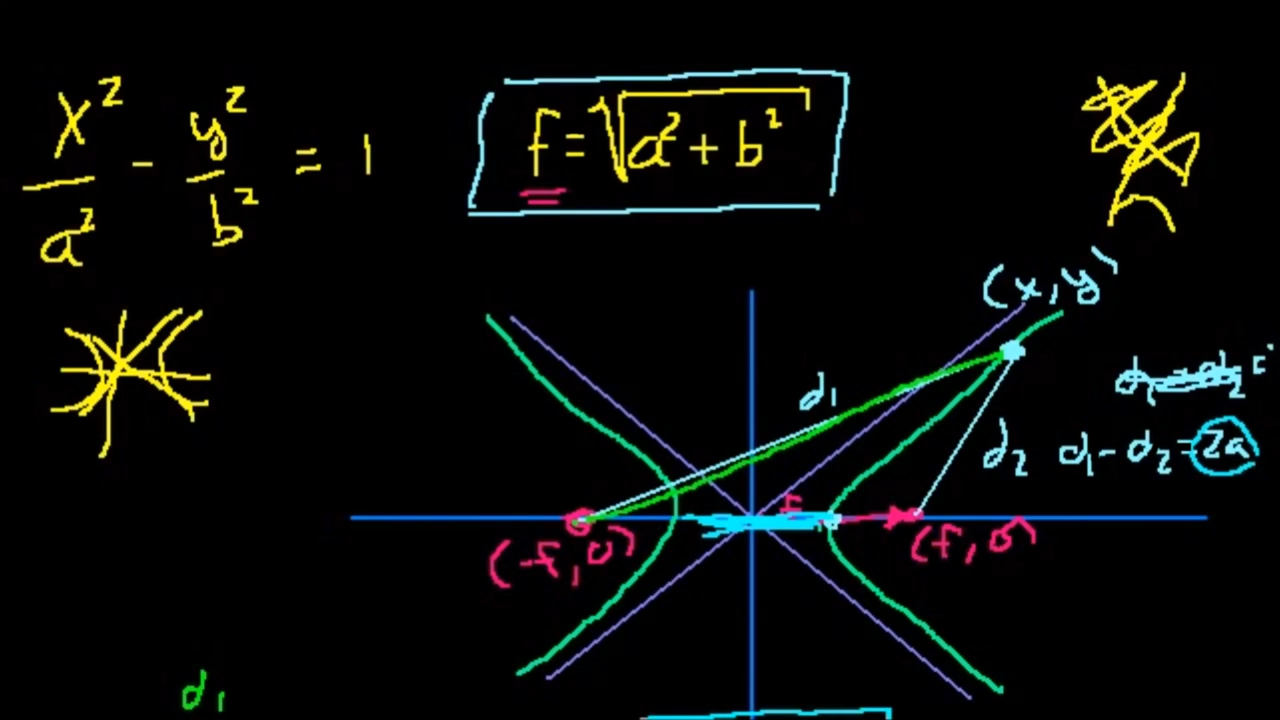 x²/a² - y²/b² = 1
f = √(a² + b²)
(x, y)
d₁
d₂
d₁ - d₂ = 2a
f
(-f, 0)
(f, 0)
d₁